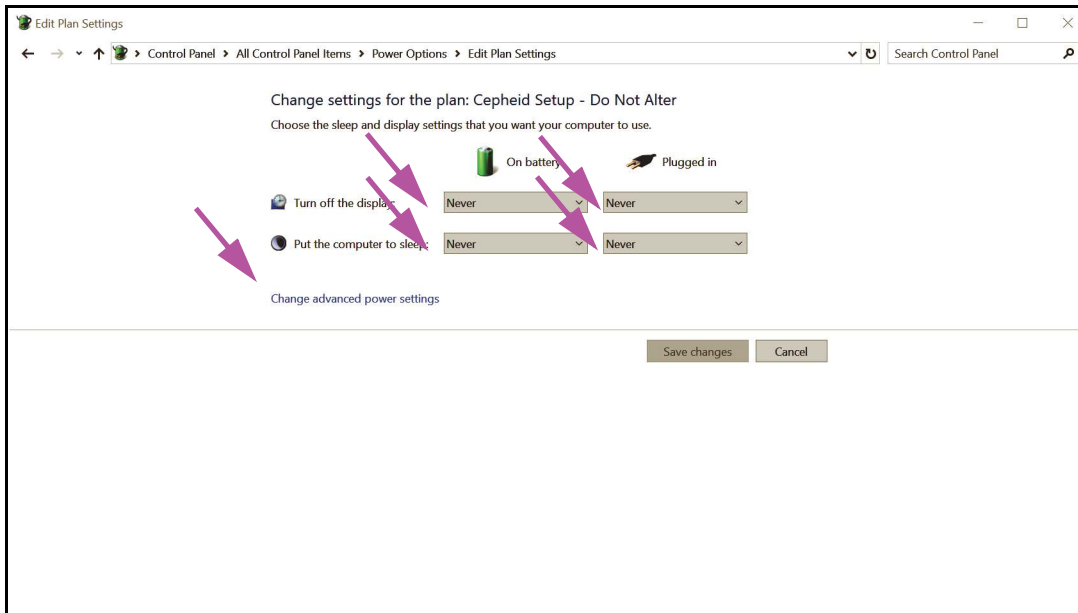 Edit Plan Settings
Control Panel > All Control Panel Items > Power Options > Edit Plan Settings
Search Control Panel
Change settings for the plan: Cepheid Setup - Do Not Alter
Choose the sleep and display settings that you want your computer to use.
On battery
Plugged in
Turn off the display: Never Never
Put the computer to sleep: Never Never
Change advanced power settings
Save changes Cancel